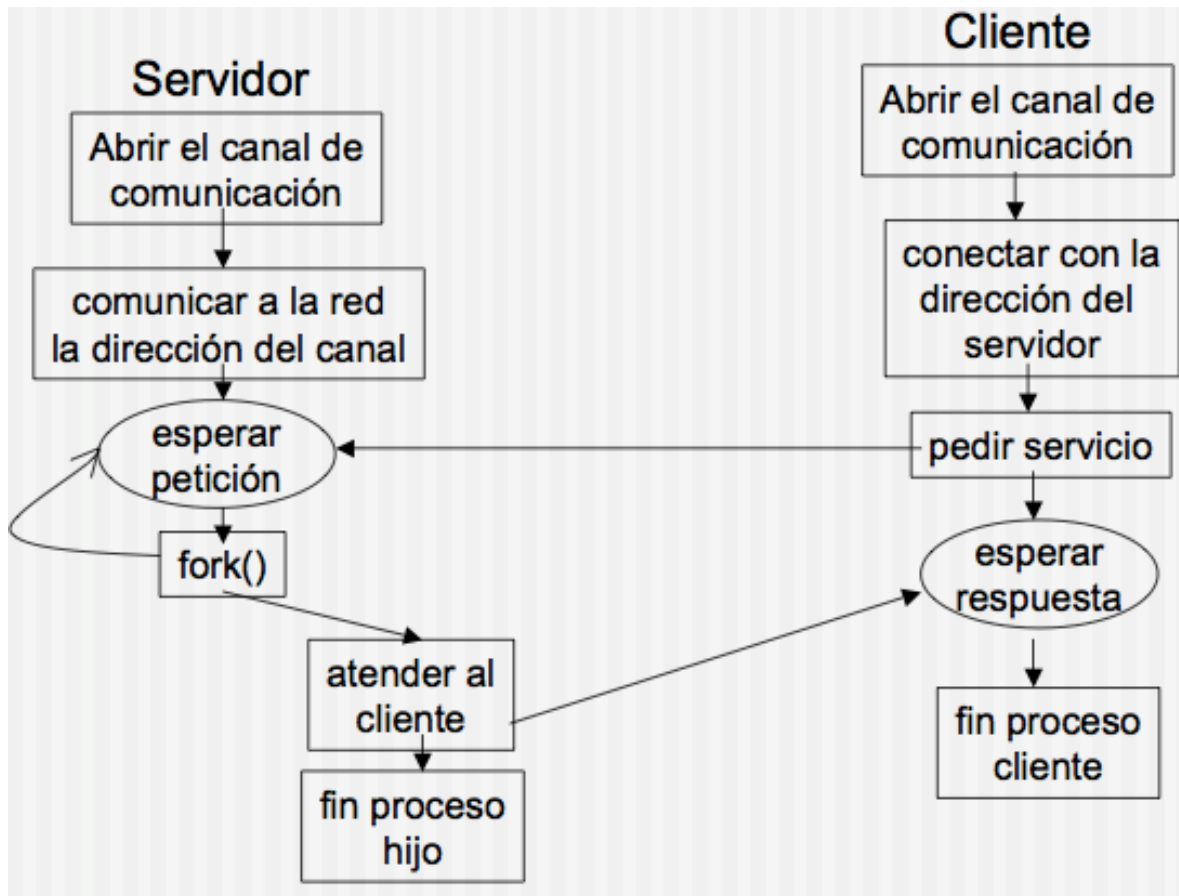 Servidor
Abrir el canal de
comunicación
comunicar a la red
la dirección del canal
esperar
petición
fork()
atender al
cliente
fin proceso
hijo
Cliente
Abrir el canal de
comunicación
conectar con la
dirección del
servidor
pedir servicio
esperar
respuesta
fin proceso
cliente